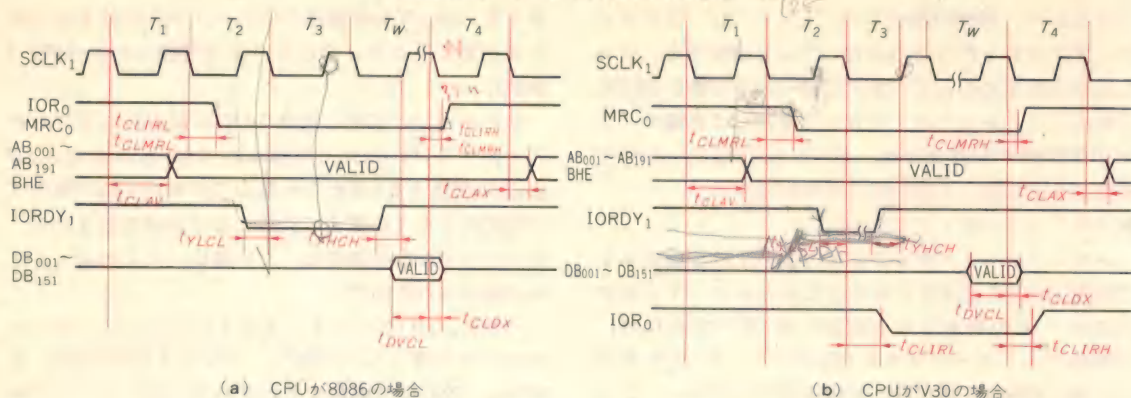 T1 T2 T3 TW T4
SCLK1
IOR0
MRC0
tCLIRL
tCLMRL
tCLIRH
tCLMRH
AB001~
AB191
BHE
VALID
tCLAV
tCLAX
IORDY1
tYLCL
tYHCH
DB001~
DB151
VALID
tCLDX
tDVCL
(a) CPUが8086の場合
T1 T2 T3 TW T4
SCLK1
MRC0
tCLMRL
tCLMRH
AB001~AB191
BHE
VALID
tCLAV
tCLAX
IORDY1
tYHCH
DB001~DB151
VALID
tCLDX
tDVCL
IOR0
tCLIRL
tCLIRH
(b) CPUがV30の場合